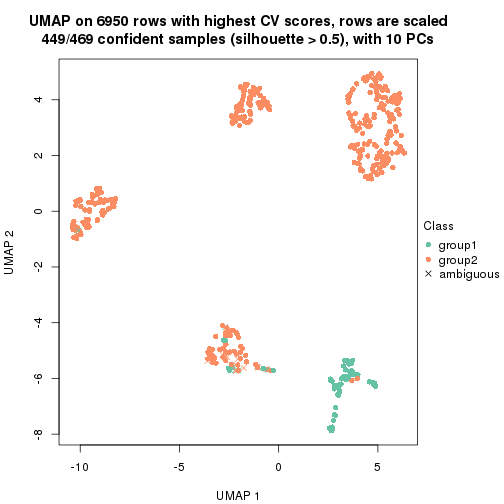 UMAP on 6950 rows with highest CV scores, rows are scaled
449/469 confident samples (silhouette > 0.5), with 10 PCs
4
2
0
-2
-4
-6
-8
UMAP 2
-10
-5
0
5
UMAP 1
Class
group1
group2
ambiguous